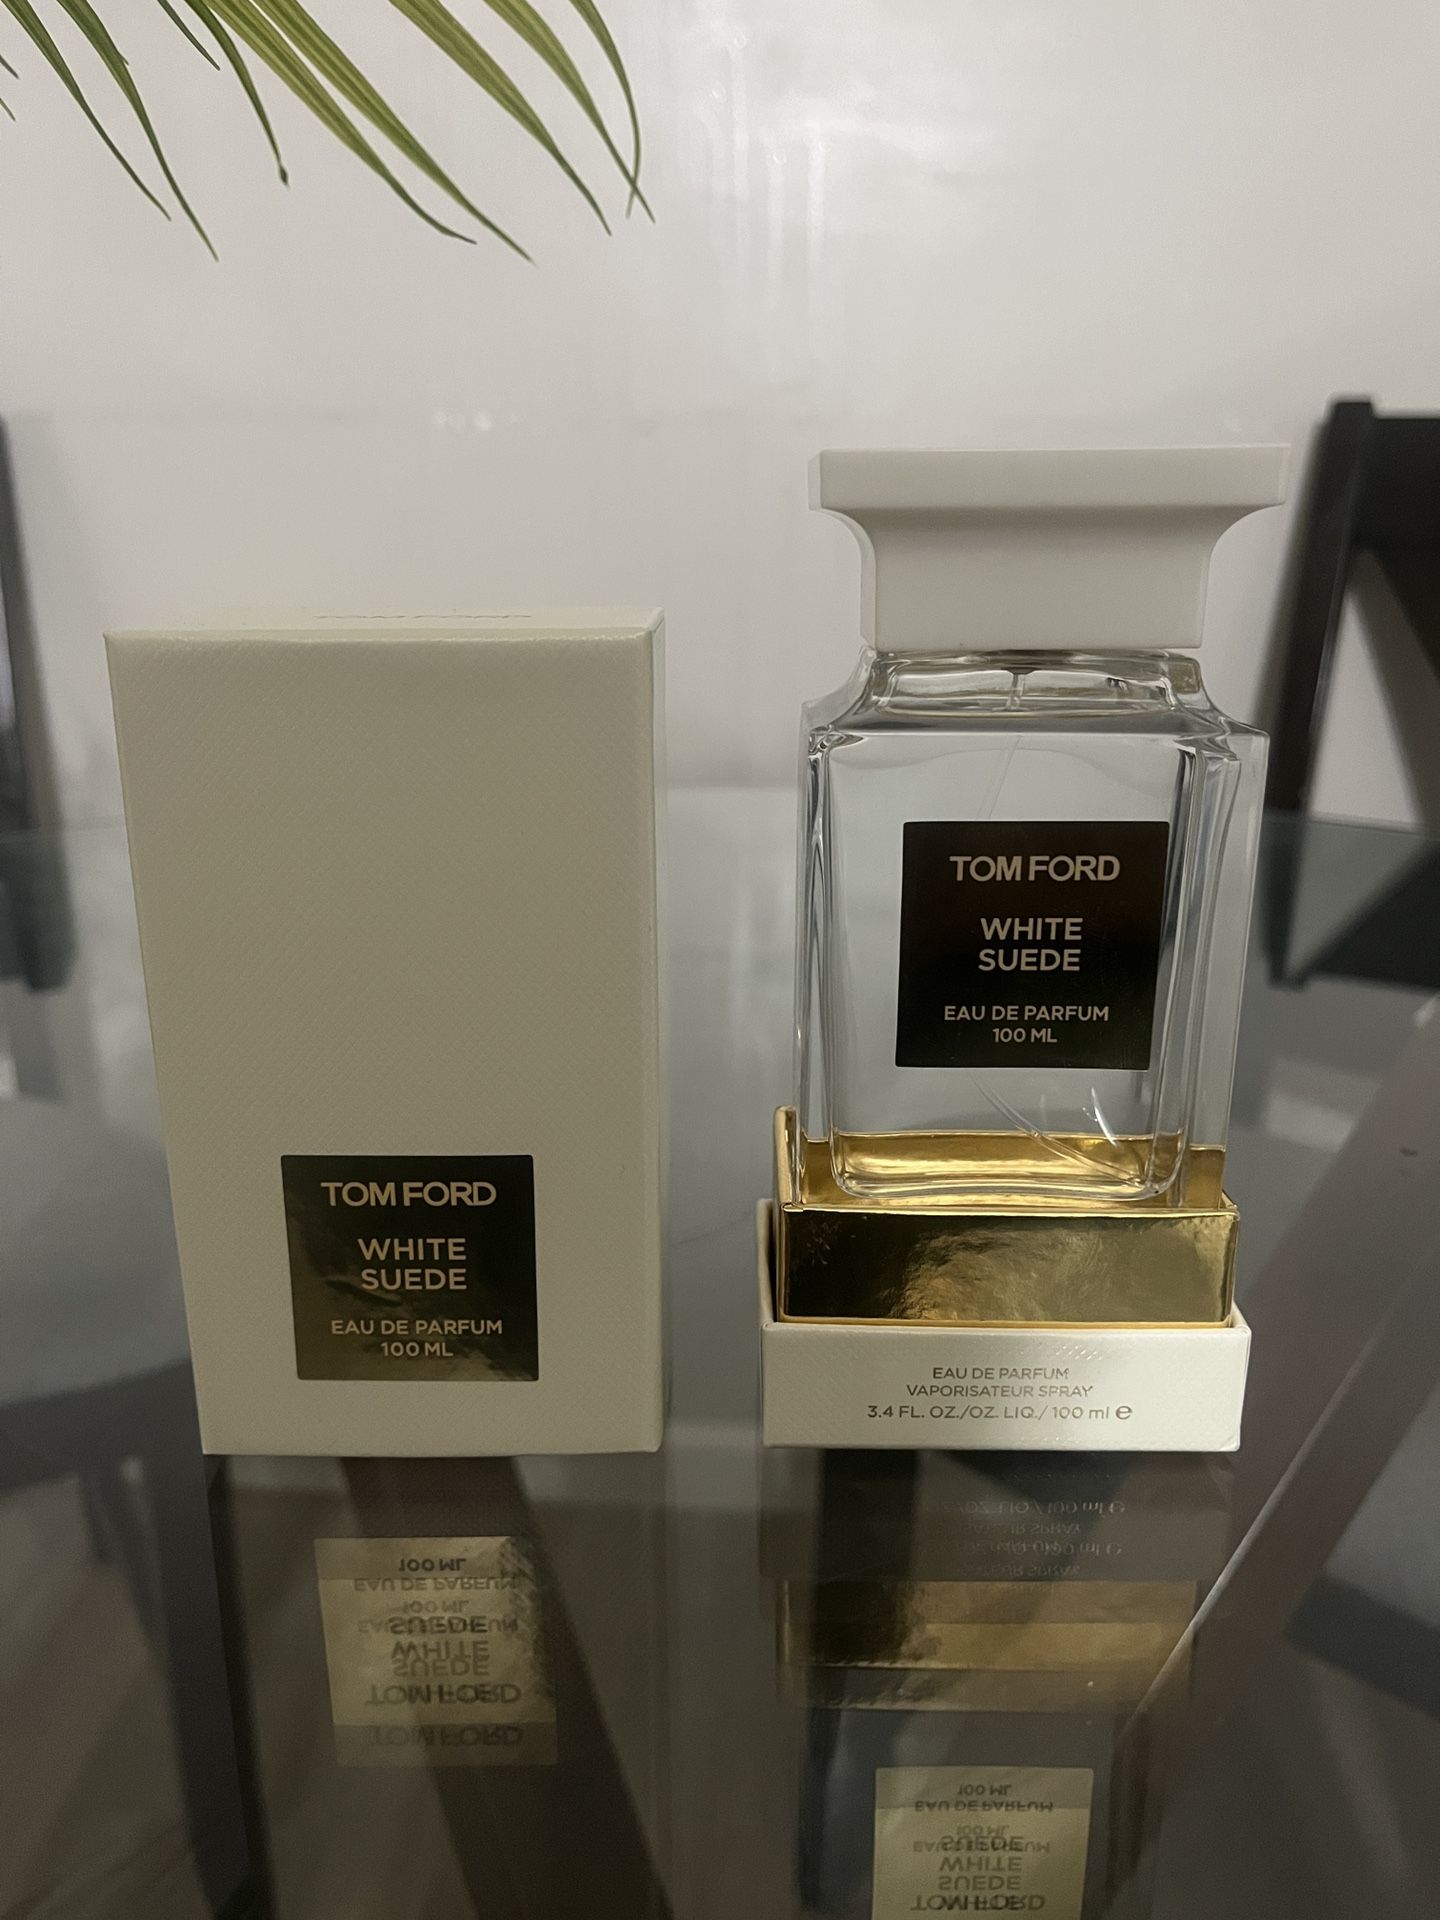 TOM FORD
WHITE
SUEDE
EAU DE PARFUM
100 ML
TOM FORD
WHITE
SUEDE
EAU DE PARFUM
100 ML
EAU DE PARFUM
VAPORISATEUR SPRAY
3.4 FL. OZ./OZ. LIQ./ 100 ml ℮